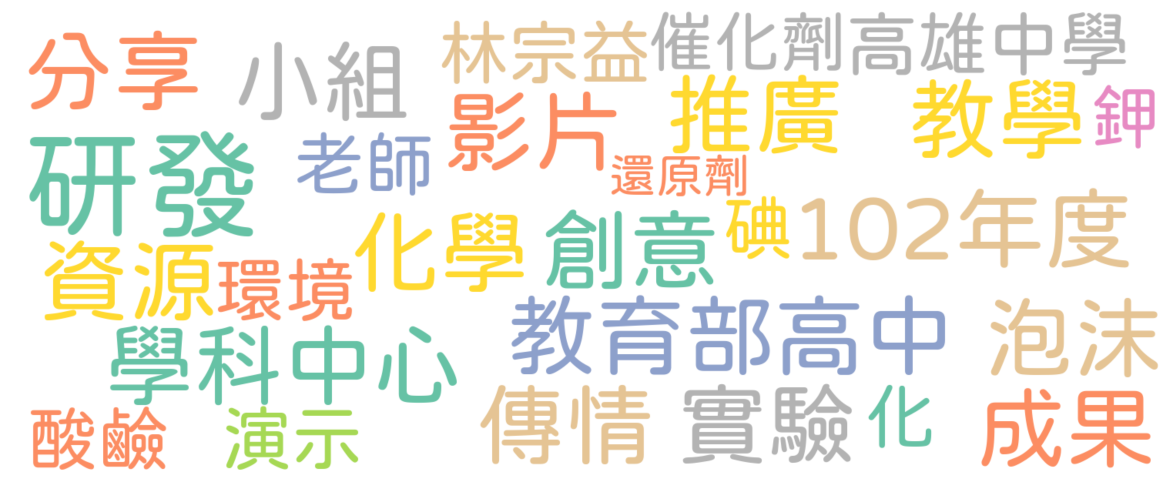 分享 小組 林宗益 催化劑 高雄中學
影片 推廣 教學 鉀
研發 老師 還原劑
化學 創意 碘 102年度
資源 環境
學科中心 教育部高中 泡沫
酸鹼 演示 傳情 實驗 化 成果